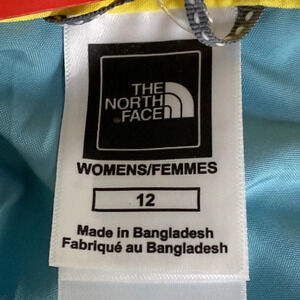 THE
NORTH
FACE
WOMENS/FEMMES
12
Made in Bangladesh
Fabriqué au Bangladesh